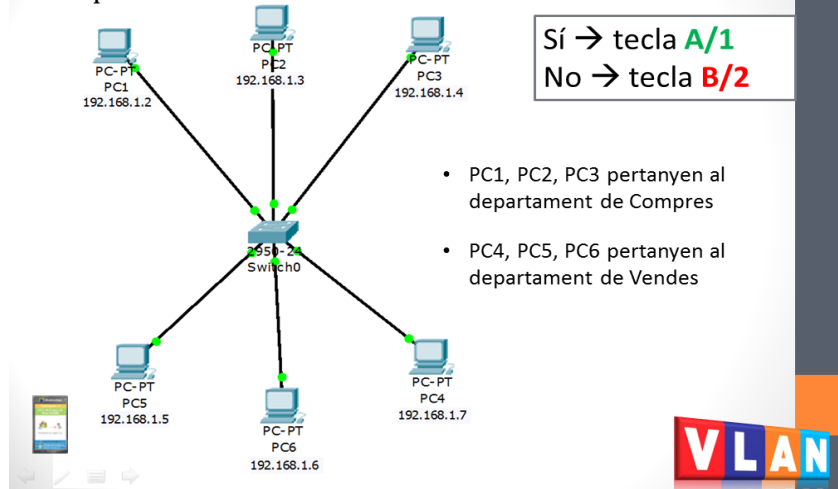 Sí → tecla A/1
No → tecla B/2
PC-PT
PC1
192.168.1.2
PC-PT
PC2
192.168.1.3
PC-PT
PC3
192.168.1.4
• PC1, PC2, PC3 pertanyen al
departament de Compres
• PC4, PC5, PC6 pertanyen al
departament de Vendes
2950-24
Switch0
PC-PT
PC5
192.168.1.5
PC-PT
PC6
192.168.1.6
PC-PT
PC4
192.168.1.7
VLAN